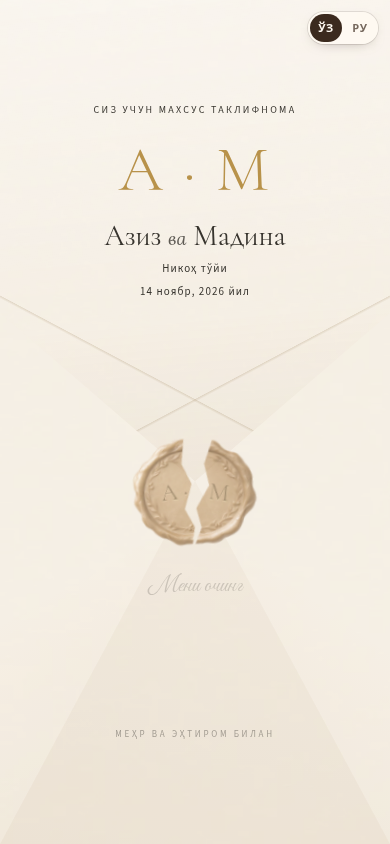 ЎЗ РУ
СИЗ УЧУН МАХСУС ТАКЛИФНОМА
А · М
Азиз ва Мадина
Никоҳ тўйи
14 ноябр, 2026 йил
А · М
Мени очинг
МЕҲР ВА ЭҲТИРОМ БИЛАН